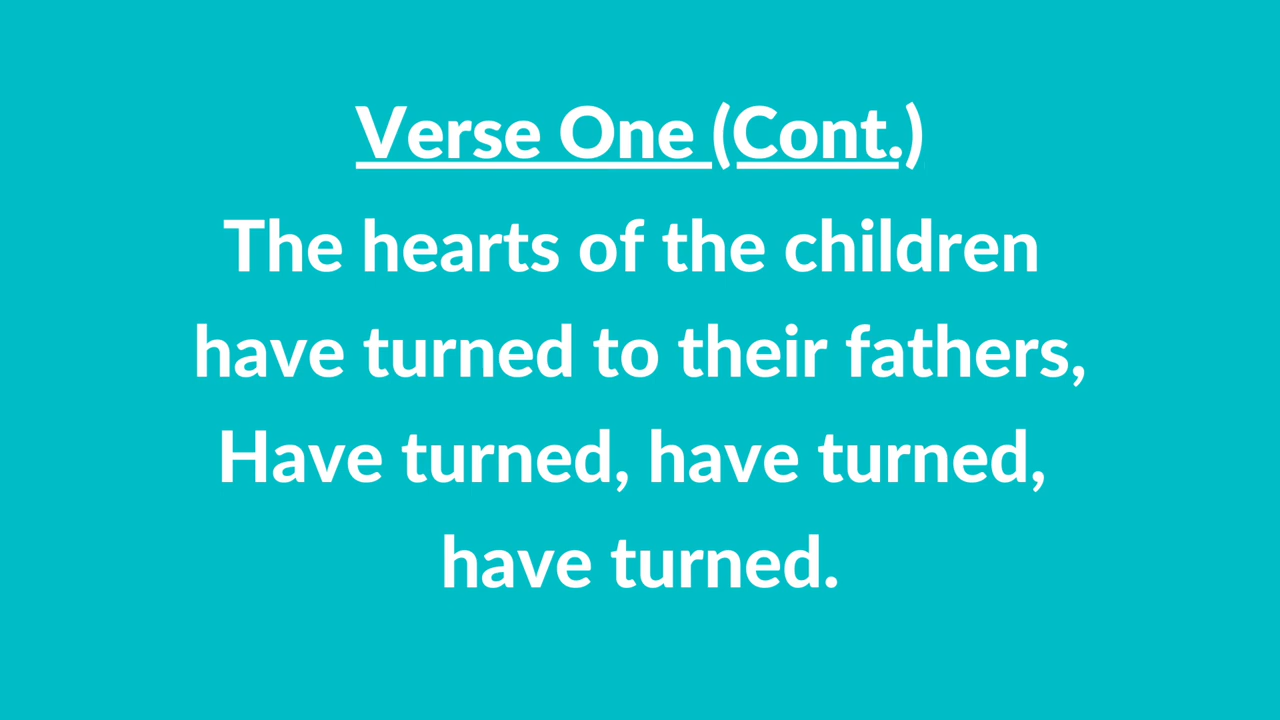 Verse One (Cont.)
The hearts of the children
have turned to their fathers,
Have turned, have turned,
have turned.